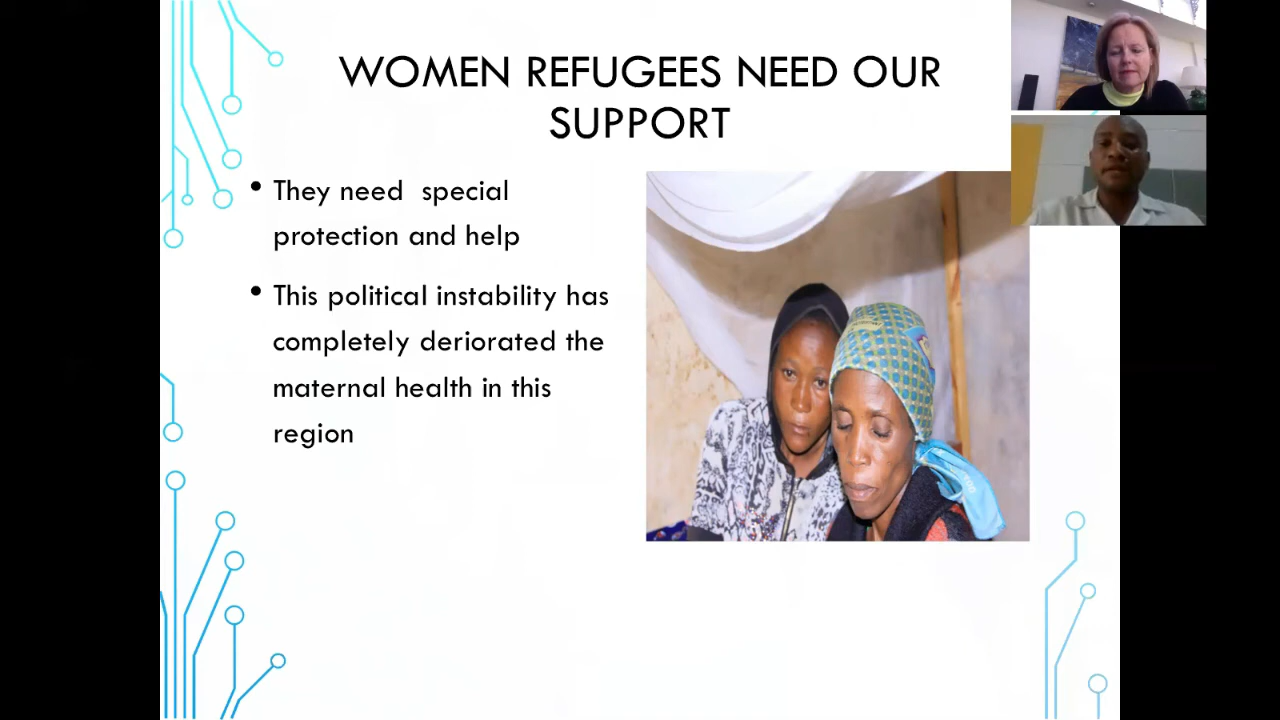 WOMEN REFUGEES NEED OUR
SUPPORT
• They need special
protection and help
• This political instability has
completely deriorated the
maternal health in this
region